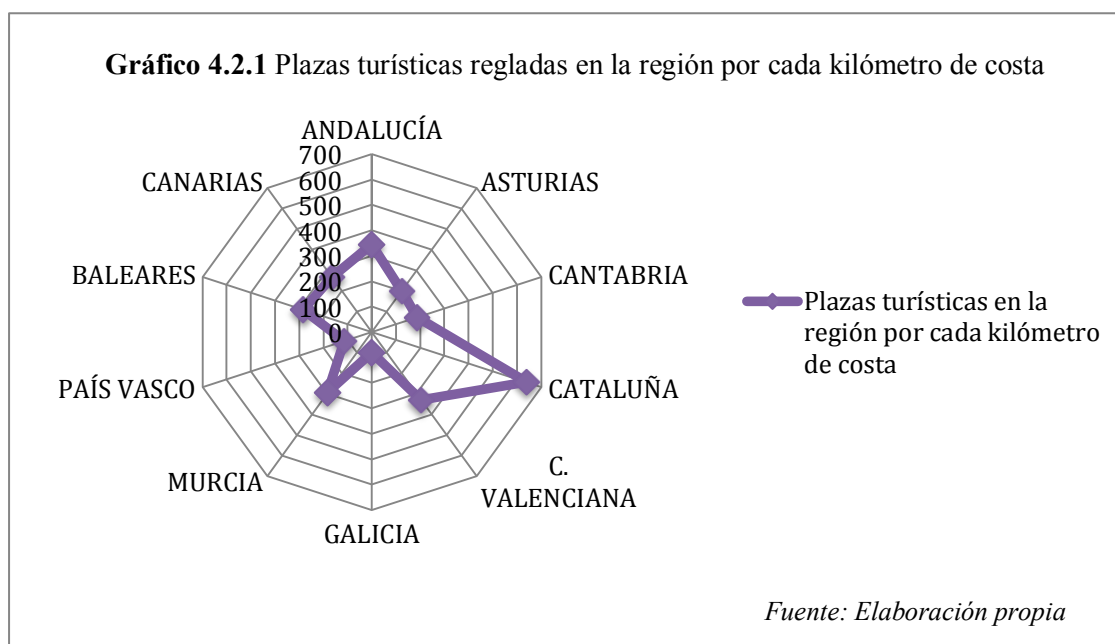 Gráfico 4.2.1 Plazas turísticas regladas en la región por cada kilómetro de costa
ANDALUCÍA
700
600
500
400
300
200
100
0
CANARIAS
ASTURIAS
BALEARES
CANTABRIA
PAÍS VASCO
CATALUÑA
MURCIA
C.
VALENCIANA
GALICIA
Plazas turísticas en la
región por cada kilómetro
de costa
Fuente: Elaboración propia